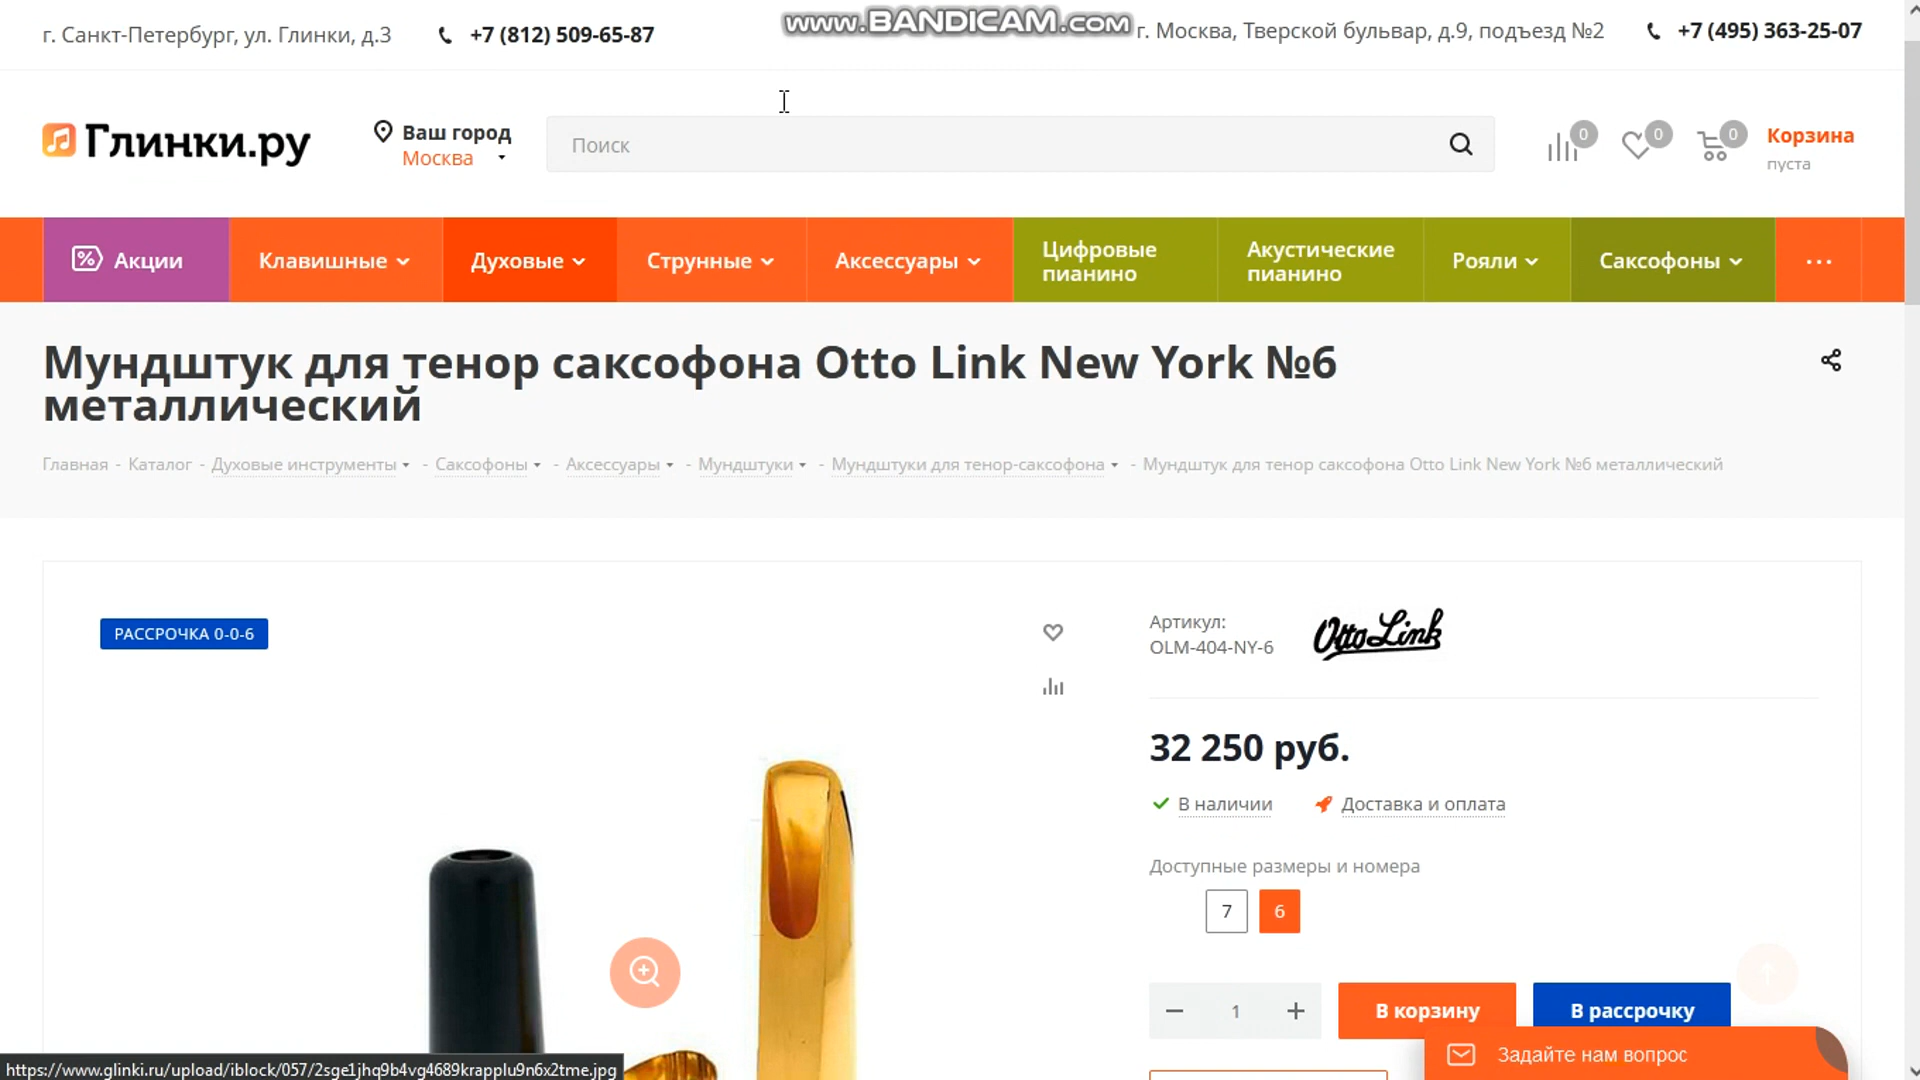 г. Санкт-Петербург, ул. Глинки, д.3
+7 (812) 509-65-87
www.BANDICAM.com
г. Москва, Тверской бульвар, д.9, подъезд №2
+7 (495) 363-25-07
Глинки.ру
Ваш город
Москва
Поиск
0
0
0
Корзина
пуста
% Акции
Клавишные
Духовые
Струнные
Аксессуары
Цифровые
пианино
Акустические
пианино
Рояли
Саксофоны
...
Мундштук для тенор саксофона Otto Link New York №6
металлический
Главная - Каталог - Духовые инструменты - Саксофоны - Аксессуары - Мундштуки - Мундштуки для тенор-саксофона - Мундштук для тенор саксофона Otto Link New York №6 металлический
РАССРОЧКА 0-0-6
Артикул:
OLM-404-NY-6
Otto Link
32 250 руб.
В наличии
Доставка и оплата
Доступные размеры и номера
7
6
− 1 +
В корзину
В рассрочку
Задайте нам вопрос
https://www.glinki.ru/upload/iblock/057/2sge1jhq9b4vg4689krapplu9n6x2tme.jpg